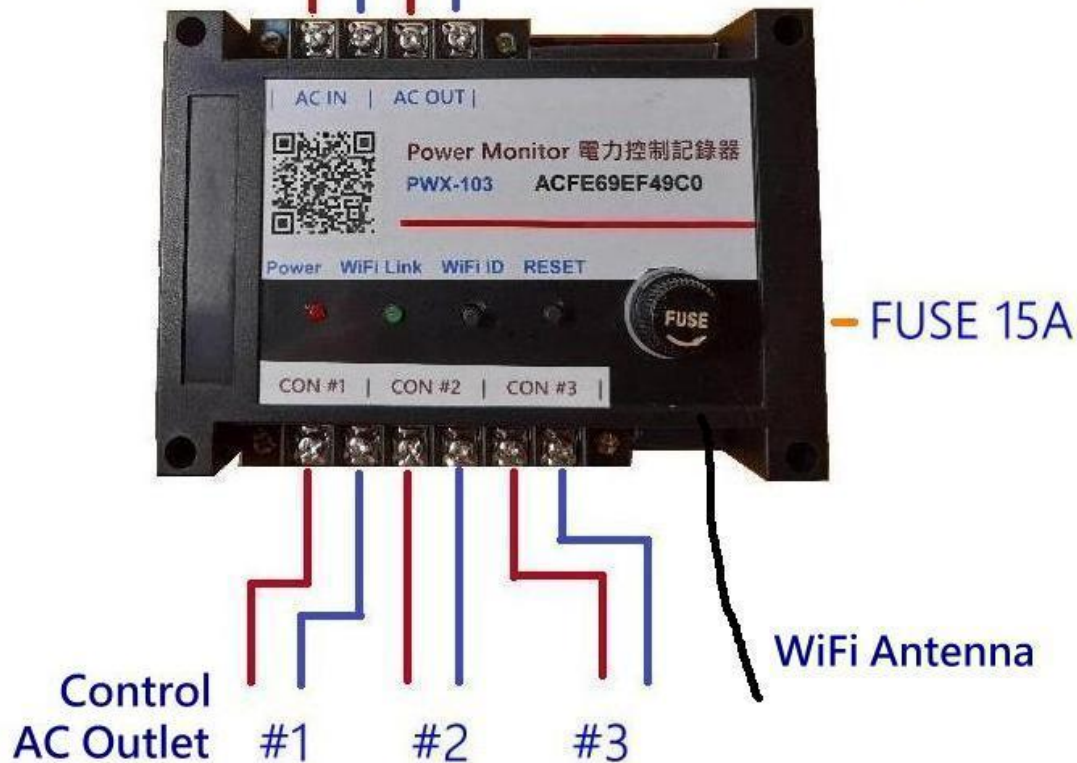 | AC IN | AC OUT |
Power Monitor 電力控制記錄器
PWX-103 ACFE69EF49C0
Power WiFi Link WiFi ID RESET
FUSE
FUSE 15A
CON #1 | CON #2 | CON #3 |
WiFi Antenna
Control
AC Outlet #1 #2 #3